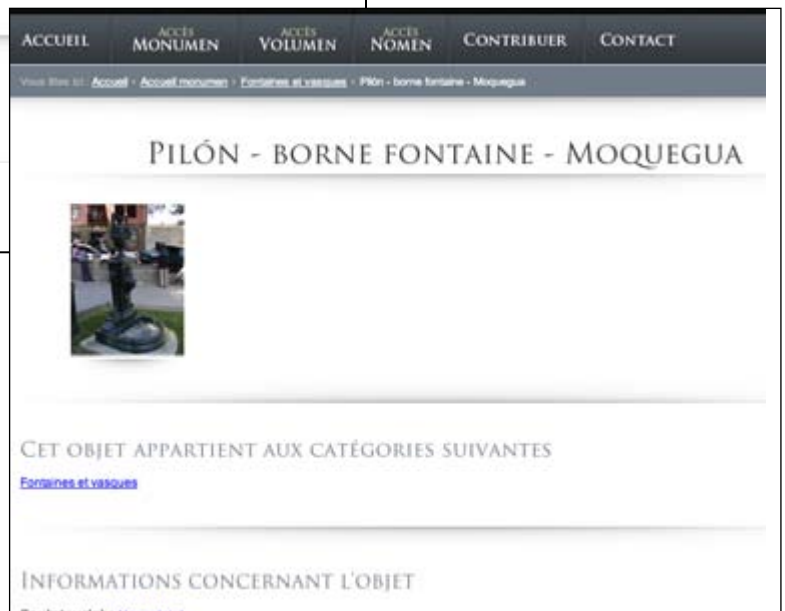 ACCUEIL ACCÈS MONUMEN ACCÈS VOLUMEN ACCÈS NOMEN CONTRIBUER CONTACT
Vous êtes ici : Accueil › Accueil monumen › Fontaines et vasques › Pilón - borne fontaine - Moquegua
PILÓN - BORNE FONTAINE - MOQUEGUA
CET OBJET APPARTIENT AUX CATÉGORIES SUIVANTES
Fontaines et vasques
INFORMATIONS CONCERNANT L'OBJET